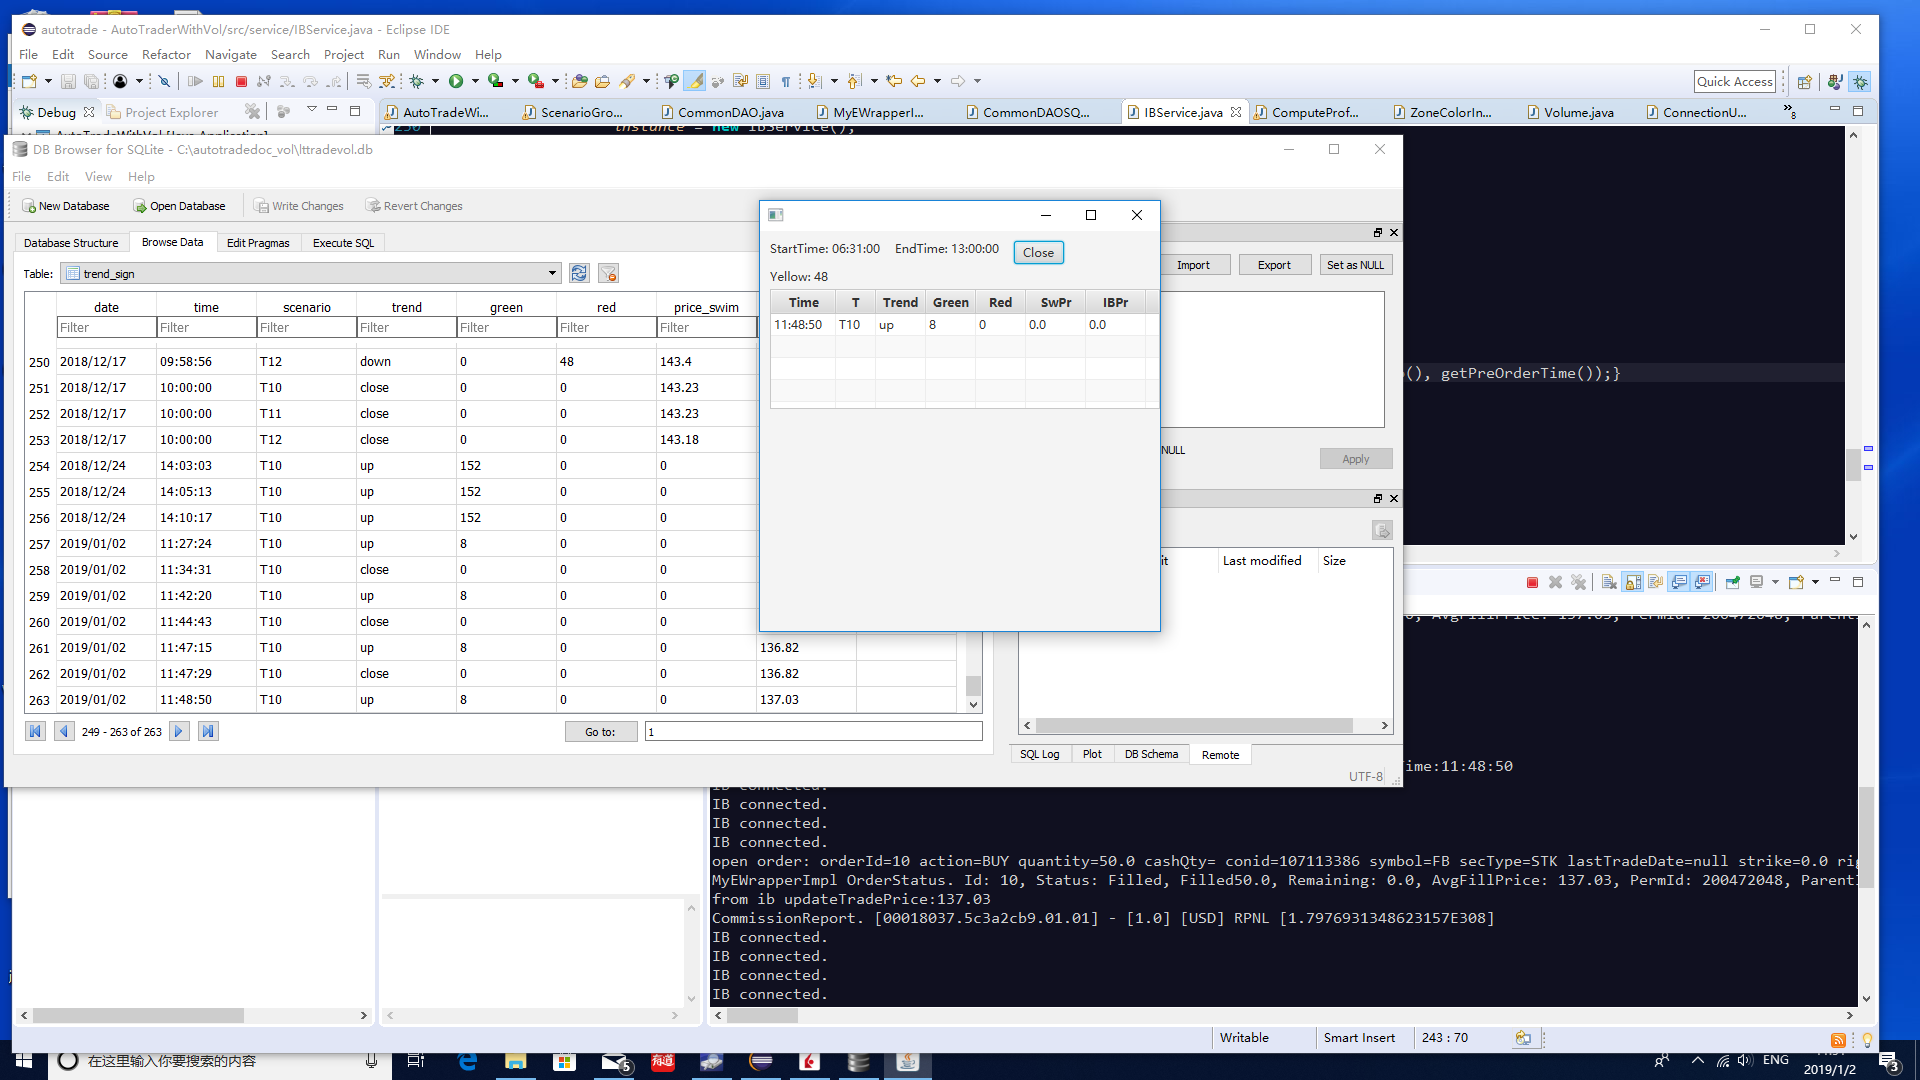 autotrade - AutoTraderWithVol/src/service/IBService.java - Eclipse IDE
File Edit Source Refactor Navigate Search Project Run Window Help
Quick Access
Debug Project Explorer
AutoTradeWi... ScenarioGro... CommonDAO.java MyEWrapperI... CommonDAOSQ... IBService.java ComputeProf... ZoneColorIn... Volume.java ConnectionU... 8
DB Browser for SQLite - C:\autotradedoc_vol\lttradevol.db
File Edit View Help
New Database Open Database Write Changes Revert Changes
Database Structure Browse Data Edit Pragmas Execute SQL
Table: trend_sign
date time scenario trend green red price_swim
Filter Filter Filter Filter Filter Filter Filter
250 2018/12/17 09:58:56 T12 down 0 48 143.4
251 2018/12/17 10:00:00 T10 close 0 0 143.23
252 2018/12/17 10:00:00 T11 close 0 0 143.23
253 2018/12/17 10:00:00 T12 close 0 0 143.18
254 2018/12/24 14:03:03 T10 up 152 0 0
255 2018/12/24 14:05:13 T10 up 152 0 0
256 2018/12/24 14:10:17 T10 up 152 0 0
257 2019/01/02 11:27:24 T10 up 8 0 0
258 2019/01/02 11:34:31 T10 close 0 0 0
259 2019/01/02 11:42:20 T10 up 8 0 0
260 2019/01/02 11:44:43 T10 close 0 0 0
261 2019/01/02 11:47:15 T10 up 8 0 0 136.82
262 2019/01/02 11:47:29 T10 close 0 0 0 136.82
263 2019/01/02 11:48:50 T10 up 8 0 0 137.03
249 - 263 of 263 Go to: 1
StartTime: 06:31:00 EndTime: 13:00:00 Close
Yellow: 48
Time T Trend Green Red SwPr IBPr
11:48:50 T10 up 8 0 0.0 0.0
Import Export Set as NULL
NULL
Apply
Last modified Size
SQL Log Plot DB Schema Remote
UTF-8
(), getPreOrderTime());}
ime:11:48:50
IB connected.
IB connected.
IB connected.
IB connected.
open order: orderId=10 action=BUY quantity=50.0 cashQty= conid=107113386 symbol=FB secType=STK lastTradeDate=null strike=0.0
MyEWrapperImpl OrderStatus. Id: 10, Status: Filled, Filled50.0, Remaining: 0.0, AvgFillPrice: 137.03, PermId: 200472048,
from ib updateTradePrice:137.03
CommissionReport. [00018037.5c3a2cb9.01.01] - [1.0] [USD] RPNL [1.7976931348623157E308]
IB connected.
IB connected.
IB connected.
IB connected.
Writable Smart Insert 243 : 70
在这里输入你要搜索的内容
5
有道
ENG
2019/1/2
3